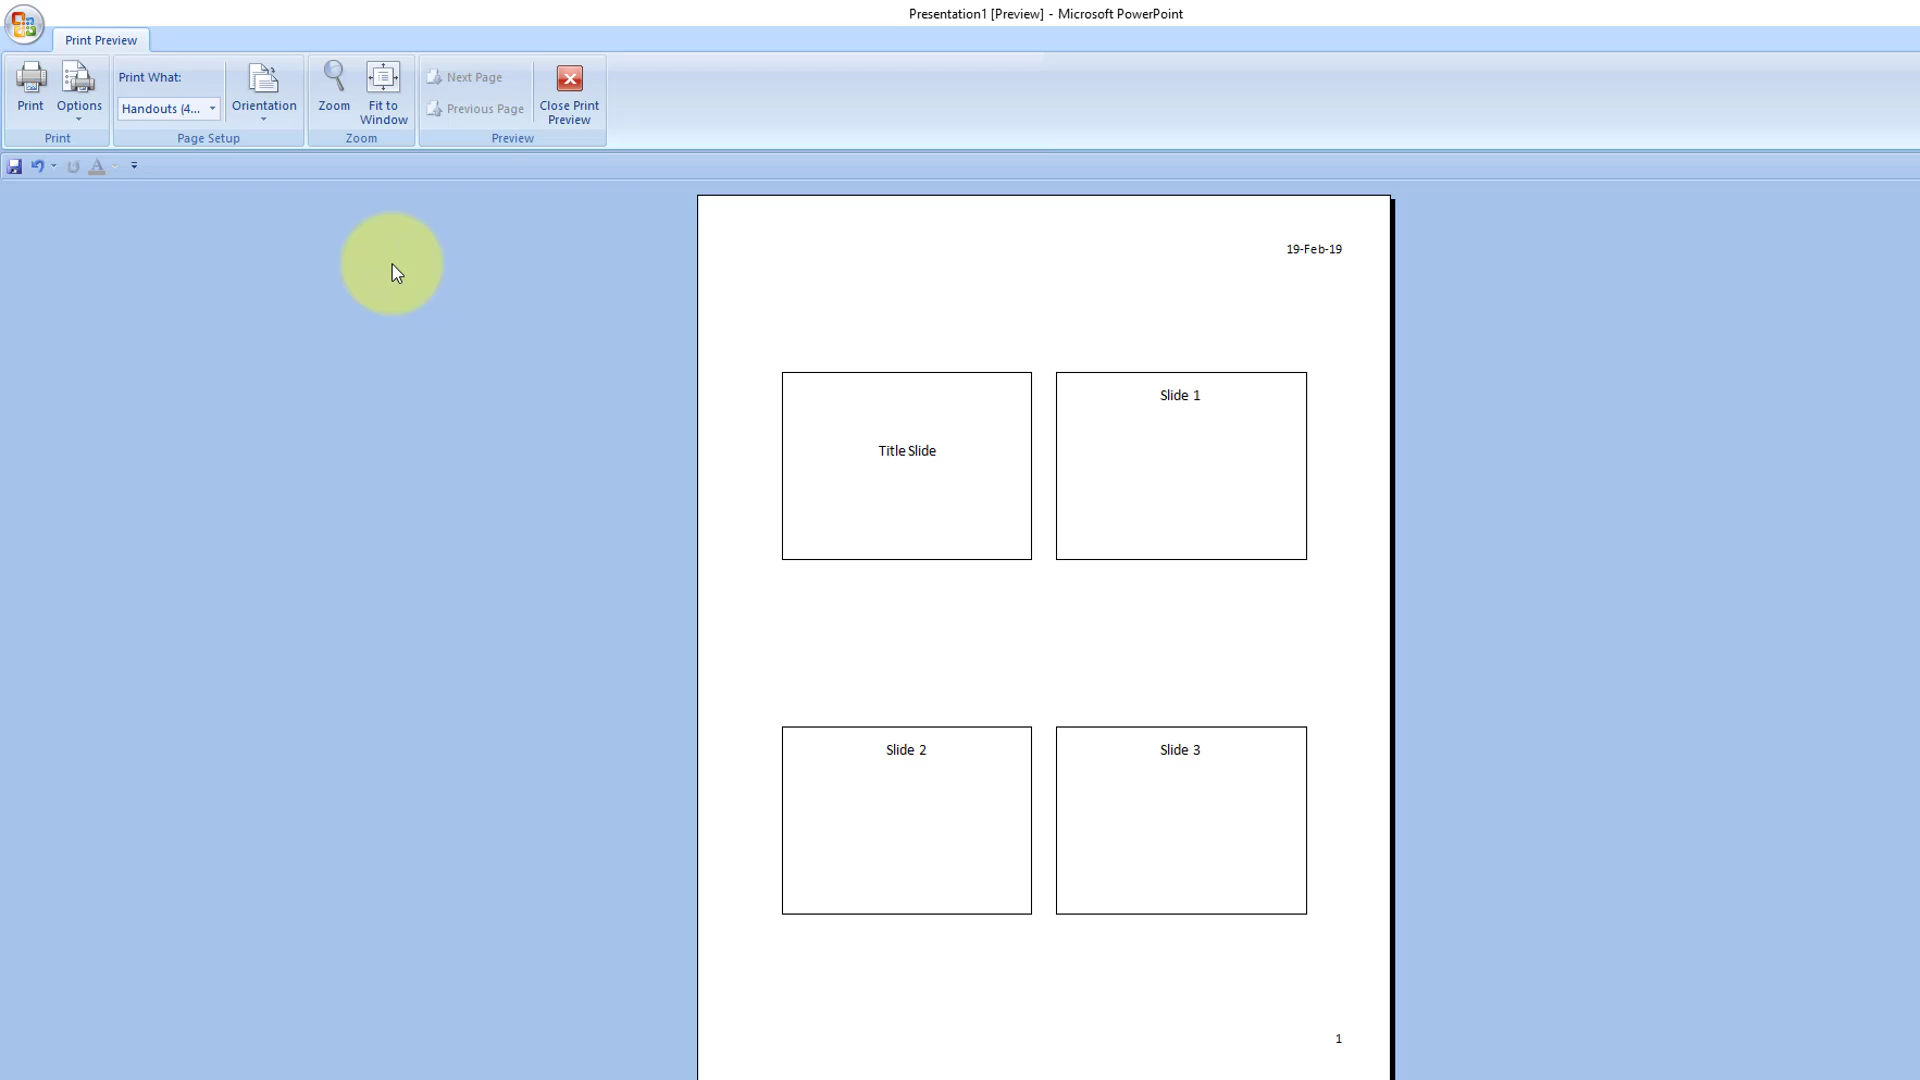 Presentation1 [Preview] - Microsoft PowerPoint
Print Preview
Print
Options
Print What:
Handouts (4...
Orientation
Zoom
Fit to
Window
Next Page
Previous Page
Close Print
Preview
Print
Page Setup
Zoom
Preview
A
19-Feb-19
Title Slide
Slide 1
Slide 2
Slide 3
1